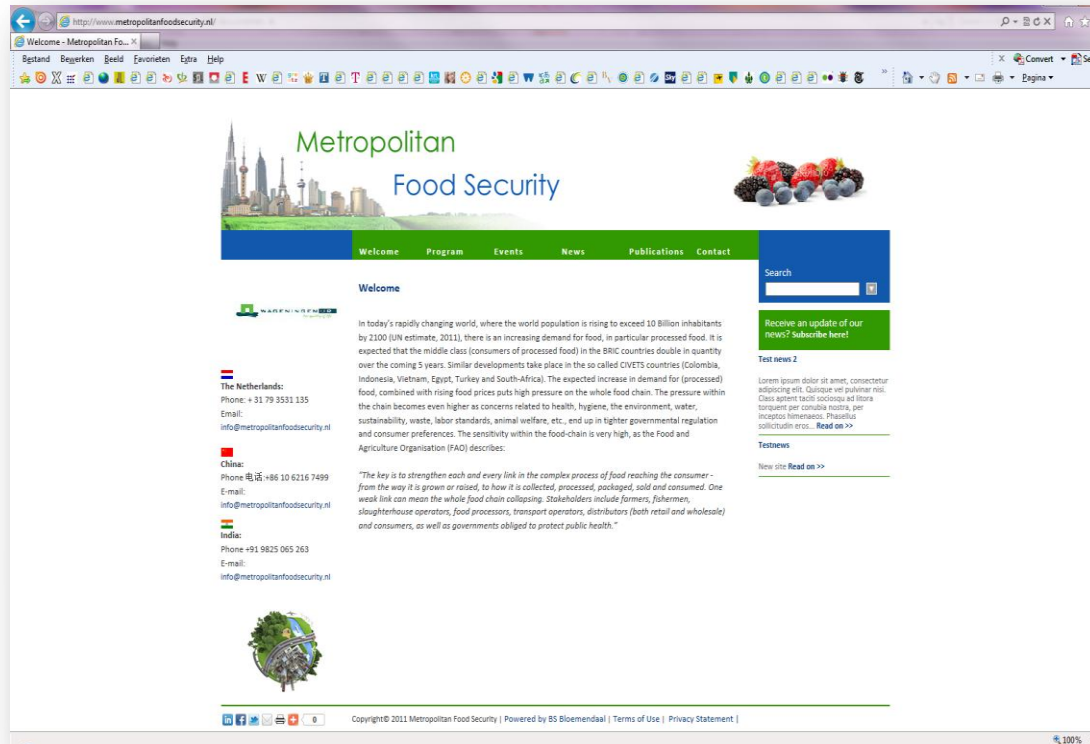 http://www.metropolitanfoodsecurity.nl/
Welcome - Metropolitan Fo...
Bestand Bewerken Beeld Favorieten Extra Help
Convert
Se
Pagina
Metropolitan
Food Security
Welcome Program Events News Publications Contact
Search
WAGENINGEN UR
The Netherlands:
Phone: + 31 79 3531 135
Email:
info@metropolitanfoodsecurity.nl
China:
Phone 电话:+86 10 6216 7499
E-mail:
info@metropolitanfoodsecurity.nl
India:
Phone +91 9825 065 263
E-mail:
info@metropolitanfoodsecurity.nl
Welcome
In today's rapidly changing world, where the world population is rising to exceed 10 Billion inhabitants
by 2100 (UN estimate, 2011), there is an increasing demand for food, in particular processed food. It is
expected that the middle class (consumers of processed food) in the BRIC countries double in quantity
over the coming 5 years. Similar developments take place in the so called CIVETS countries (Colombia,
Indonesia, Vietnam, Egypt, Turkey and South-Africa). The expected increase in demand for (processed)
food, combined with rising food prices puts high pressure on the whole food chain. The pressure within
the chain becomes even higher as concerns related to health, hygiene, the environment, water,
sustainability, waste, labor standards, animal welfare, etc., end up in tighter governmental regulation
and consumer preferences. The sensitivity within the food-chain is very high, as the Food and
Agriculture Organisation (FAO) describes:
"The key is to strengthen each and every link in the complex process of food reaching the consumer -
from the way it is grown or raised, to how it is collected, processed, packaged, sold and consumed. One
weak link can mean the whole food chain collapsing. Stakeholders include farmers, fishermen,
slaughterhouse operators, food processors, transport operators, distributors (both retail and wholesale)
and consumers, as well as governments obliged to protect public health."
Receive an update of our
news? Subscribe here!
Test news 2
Lorem ipsum dolor sit amet, consectetur
adipiscing elit. Quisque vel pulvinar nisi.
Class aptent taciti sociosqu ad litora
torquent per conubia nostra, per
inceptos himenaeos. Phasellus
sollicitudin eros... Read on >>
Testnews
New site Read on >>
0
Copyright© 2011 Metropolitan Food Security | Powered by BS Bloemendaal | Terms of Use | Privacy Statement |
100%